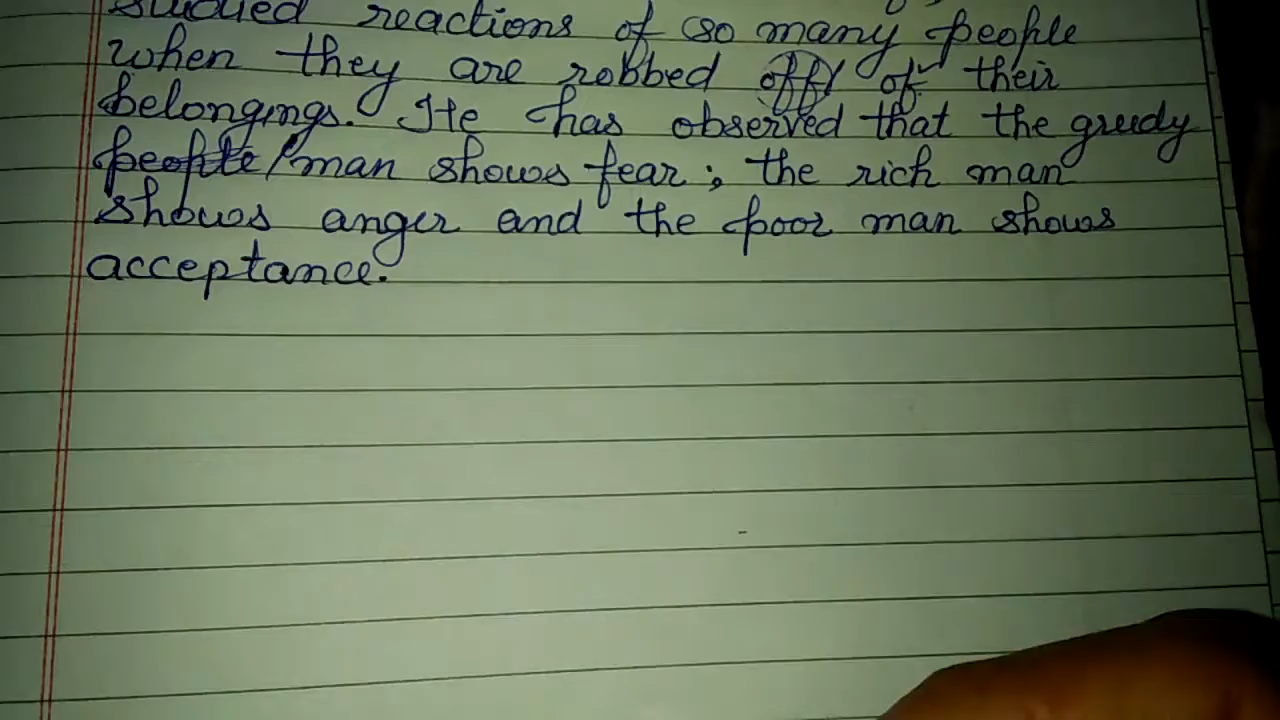 studied reactions of so many people
when they are robbed off of their
belongings. He has observed that the greedy
people/man shows fear; the rich man
shows anger and the poor man shows
acceptance.